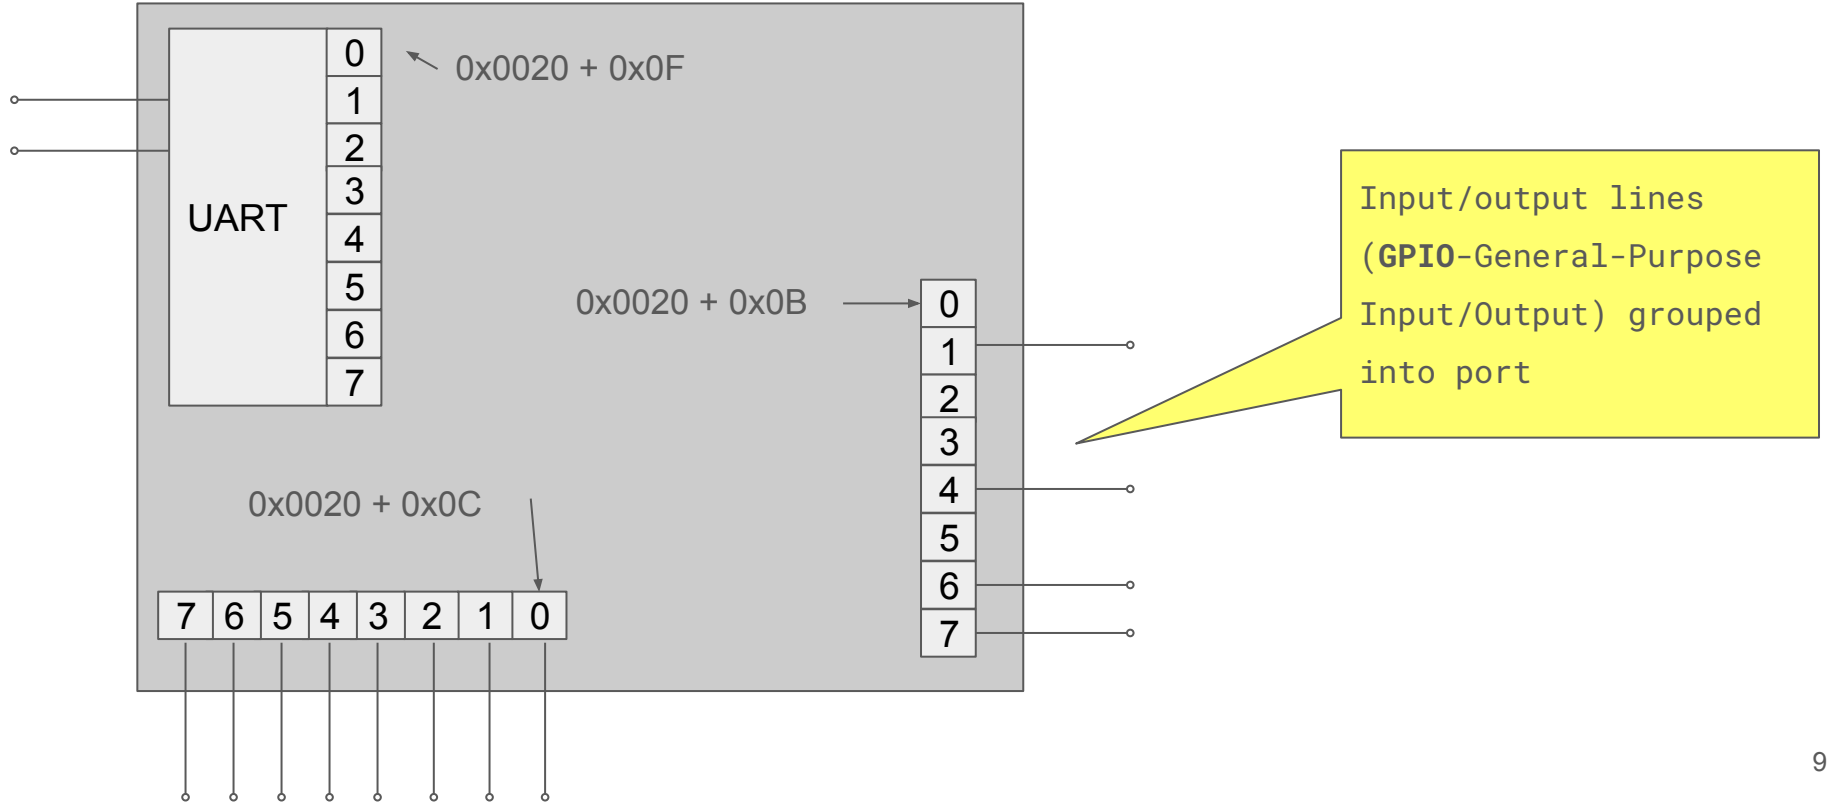 0
0x0020 + 0x0F
1
2
3
UART
4
5
6
7
Input/output lines
(GPIO-General-Purpose
Input/Output) grouped
into port
0x0020 + 0x0B
0
1
2
3
4
5
6
7
0x0020 + 0x0C
7 6 5 4 3 2 1 0
9